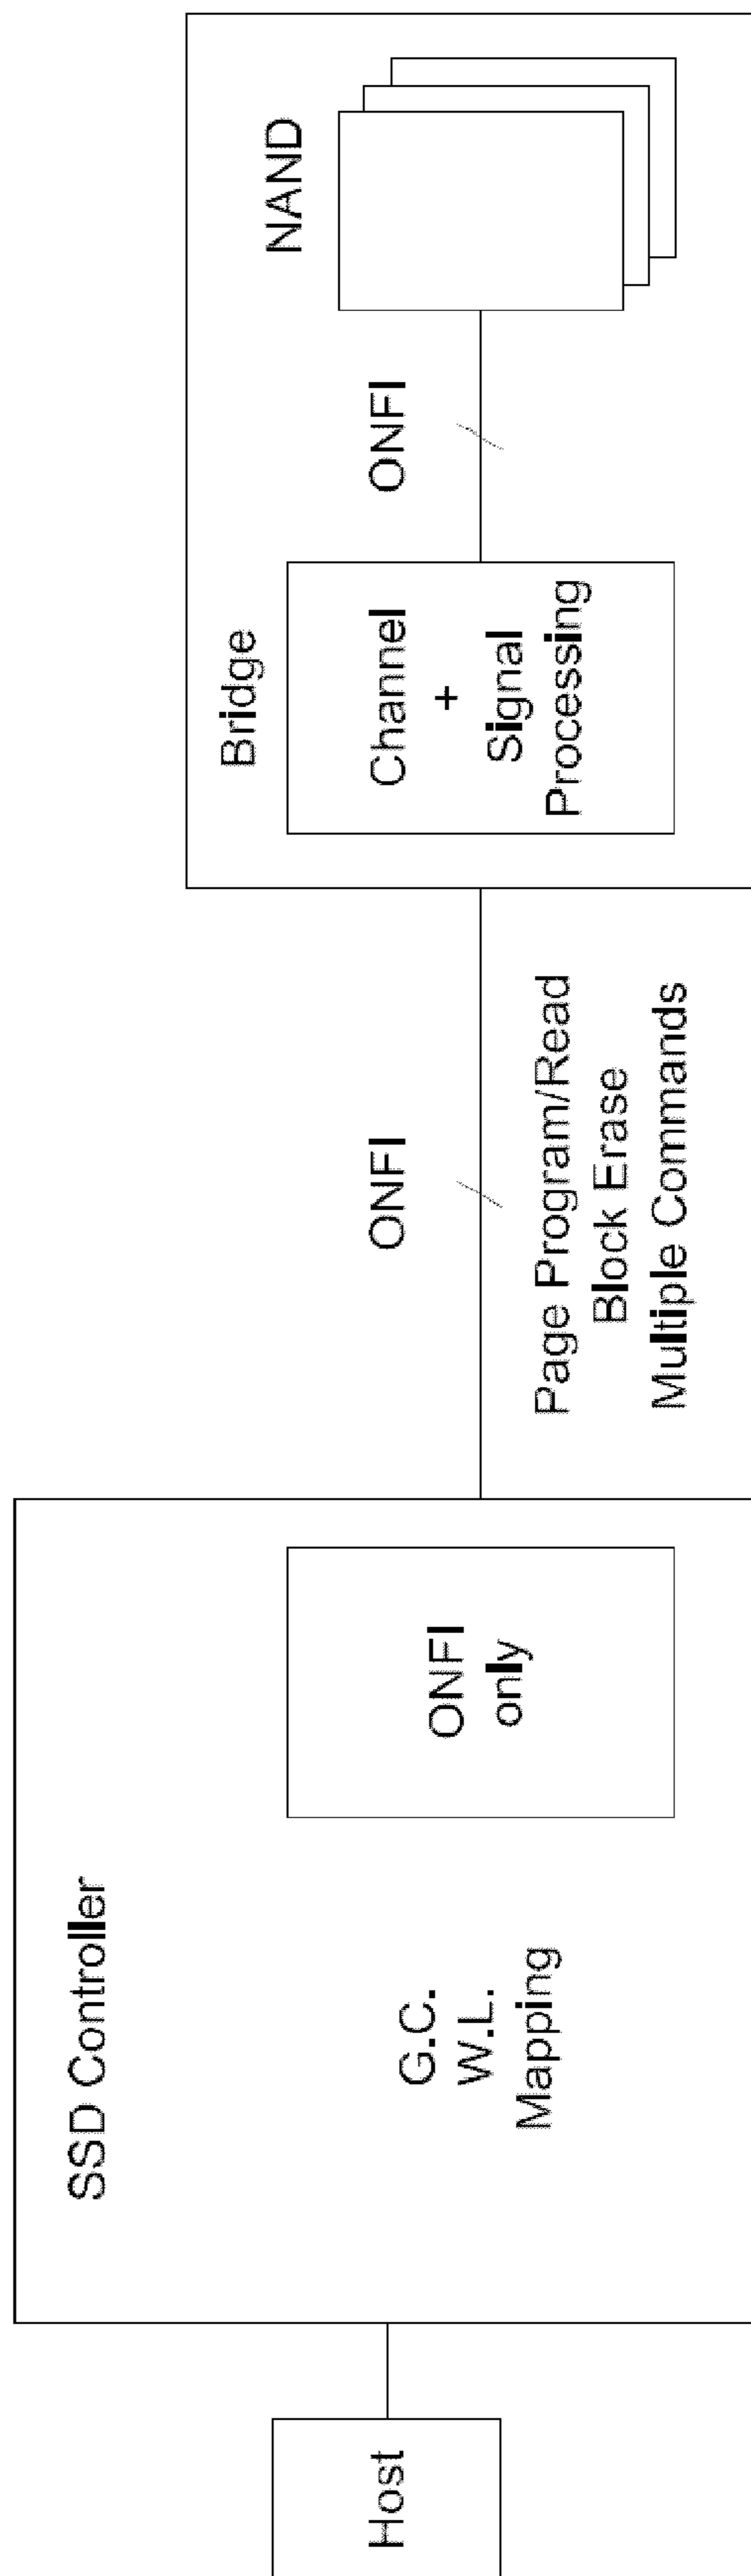 Host
SSD Controller
G.C.
W.L.
Mapping
ONFI
only
ONFI
Page Program/Read
Block Erase
Multiple Commands
Bridge
Channel
+
Signal
Processing
ONFI
NAND